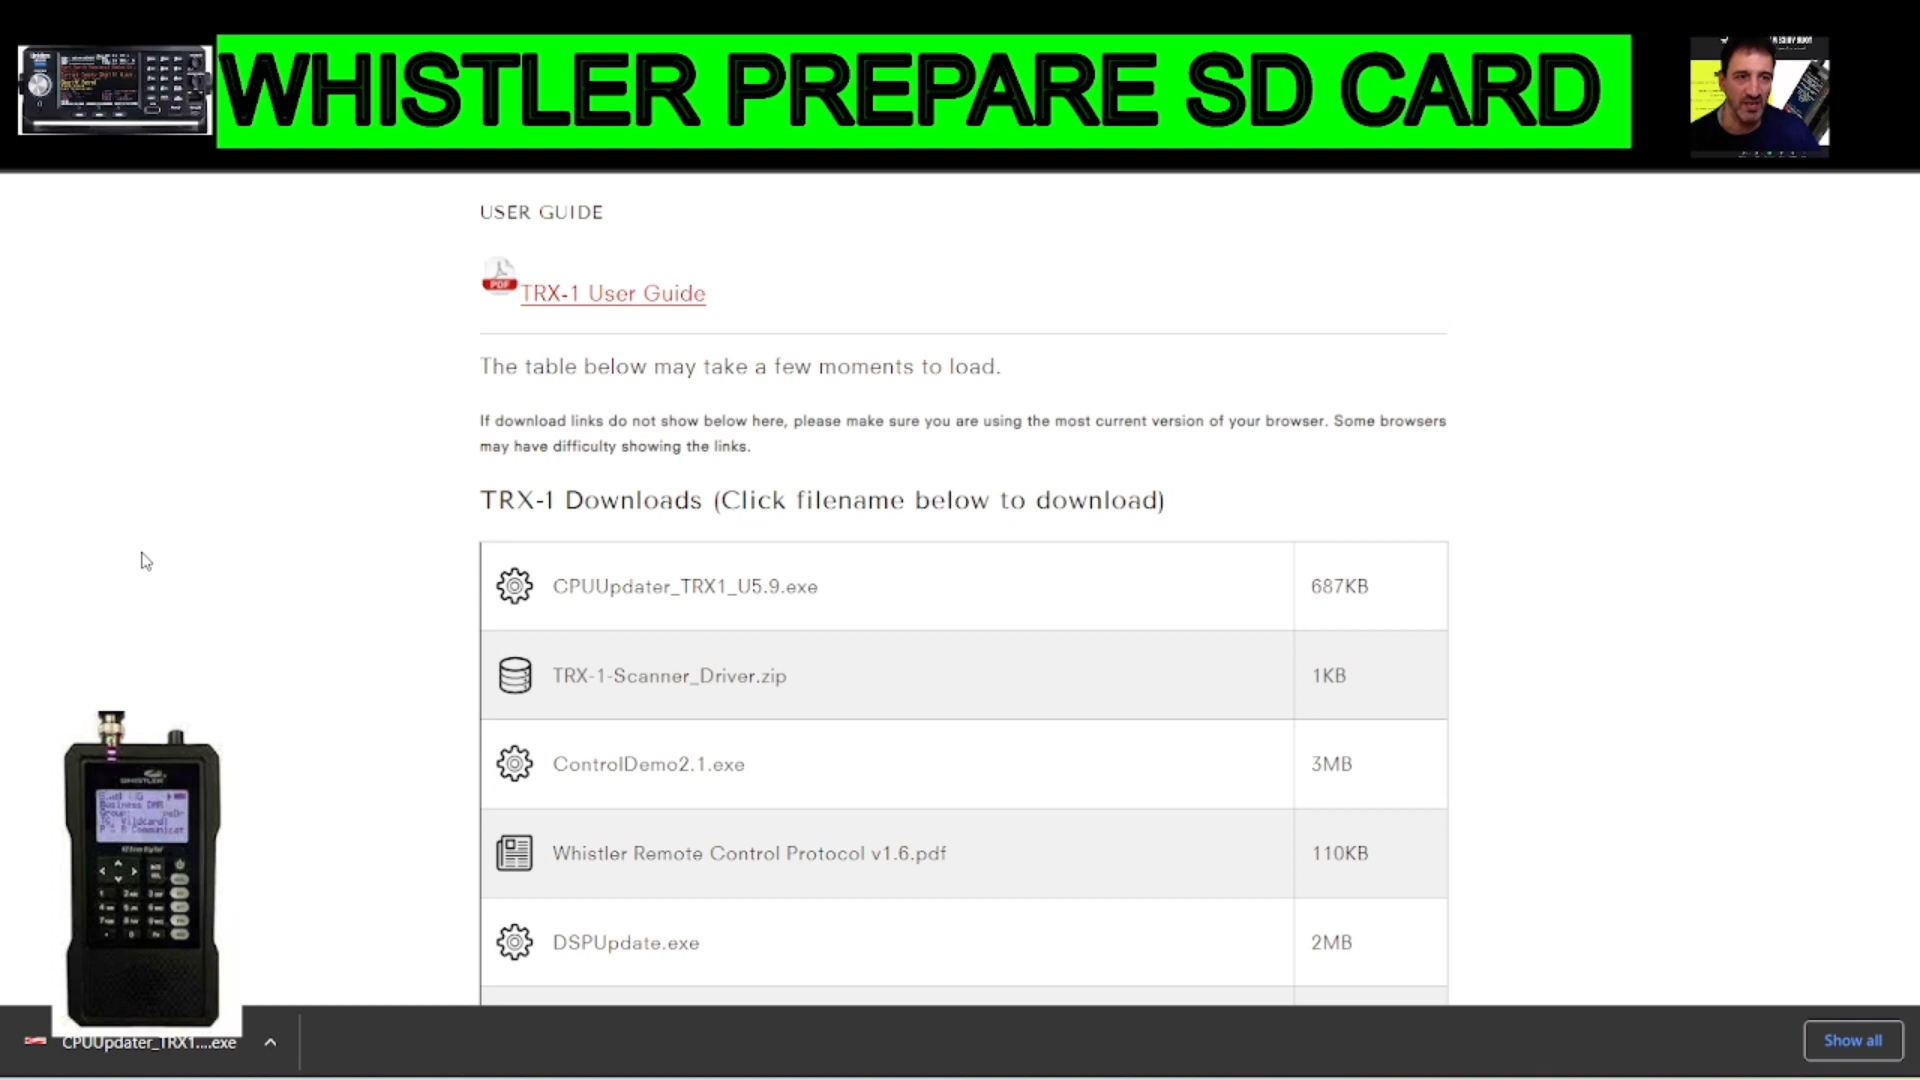 WHISTLER PREPARE SD CARD
USER GUIDE
PDF
TRX-1 User Guide
The table below may take a few moments to load.
If download links do not show below here, please make sure you are using the most current version of your browser. Some browsers
may have difficulty showing the links.
TRX-1 Downloads (Click filename below to download)
CPUUpdater_TRX1_U5.9.exe 687KB
TRX-1-Scanner_Driver.zip 1KB
ControlDemo2.1.exe 3MB
Whistler Remote Control Protocol v1.6.pdf 110KB
DSPUpdate.exe 2MB
WHISTLER
Business DMR
CPUUpdater_TRX1....exe
Show all